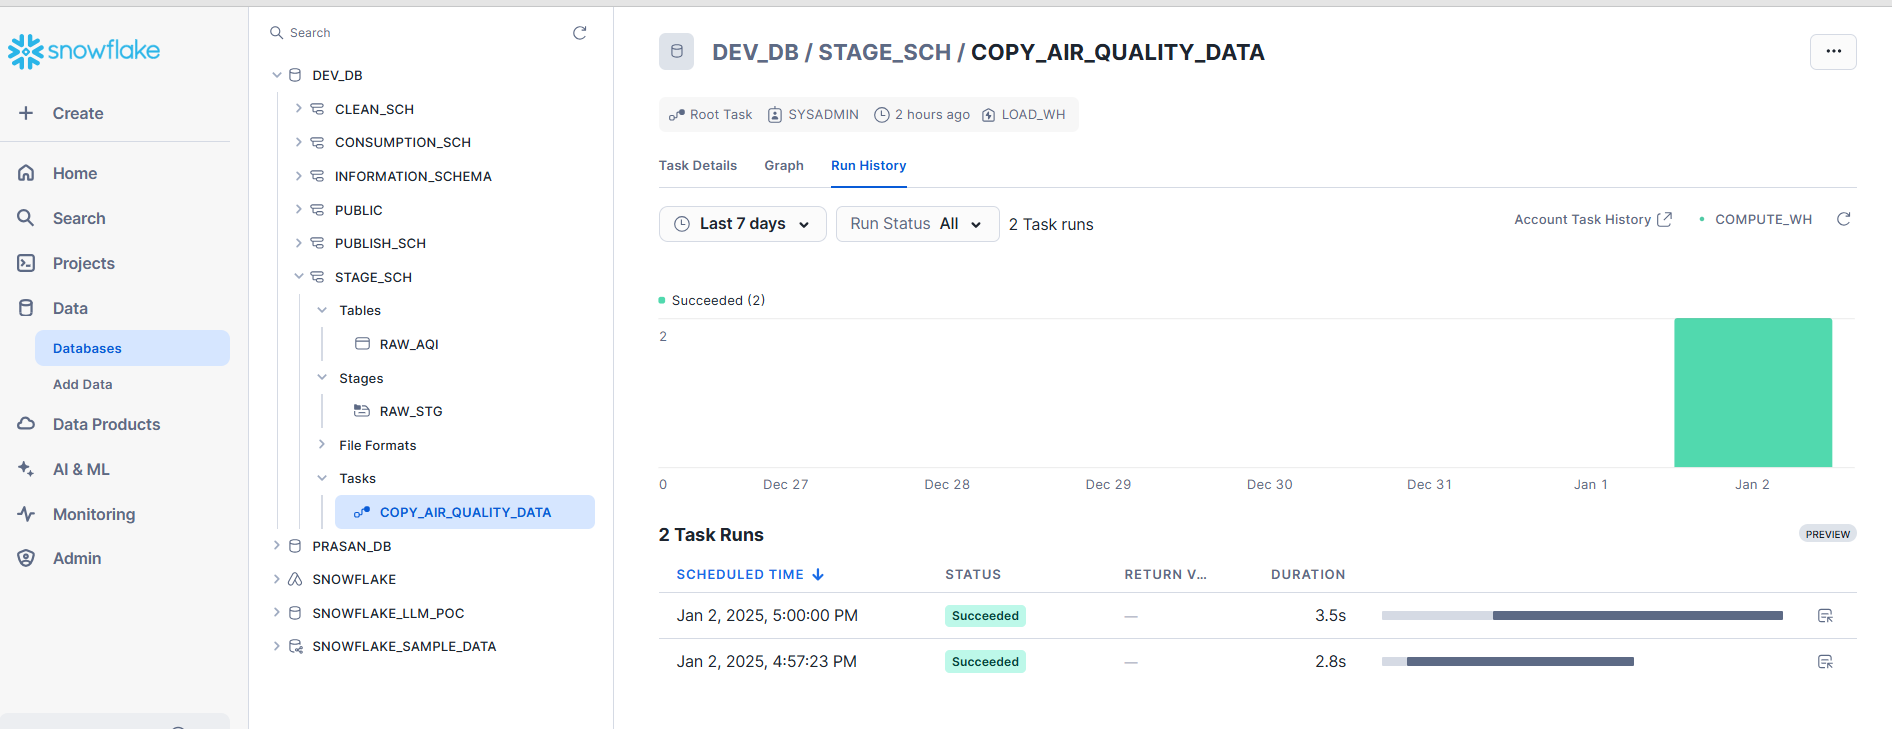 snowflake
Create
Home
Search
Projects
Data
Databases
Add Data
Data Products
AI & ML
Monitoring
Admin
Search
DEV_DB
CLEAN_SCH
CONSUMPTION_SCH
INFORMATION_SCHEMA
PUBLIC
PUBLISH_SCH
STAGE_SCH
Tables
RAW_AQI
Stages
RAW_STG
File Formats
Tasks
COPY_AIR_QUALITY_DATA
PRASAN_DB
SNOWFLAKE
SNOWFLAKE_LLM_POC
SNOWFLAKE_SAMPLE_DATA
DEV_DB / STAGE_SCH / COPY_AIR_QUALITY_DATA
Root Task SYSADMIN 2 hours ago LOAD_WH
Task Details Graph Run History
Last 7 days Run Status All 2 Task runs Account Task History COMPUTE_WH
Succeeded (2)
2
0 Dec 27 Dec 28 Dec 29 Dec 30 Dec 31 Jan 1 Jan 2
2 Task Runs PREVIEW
SCHEDULED TIME STATUS RETURN V... DURATION
Jan 2, 2025, 5:00:00 PM Succeeded — 3.5s
Jan 2, 2025, 4:57:23 PM Succeeded — 2.8s